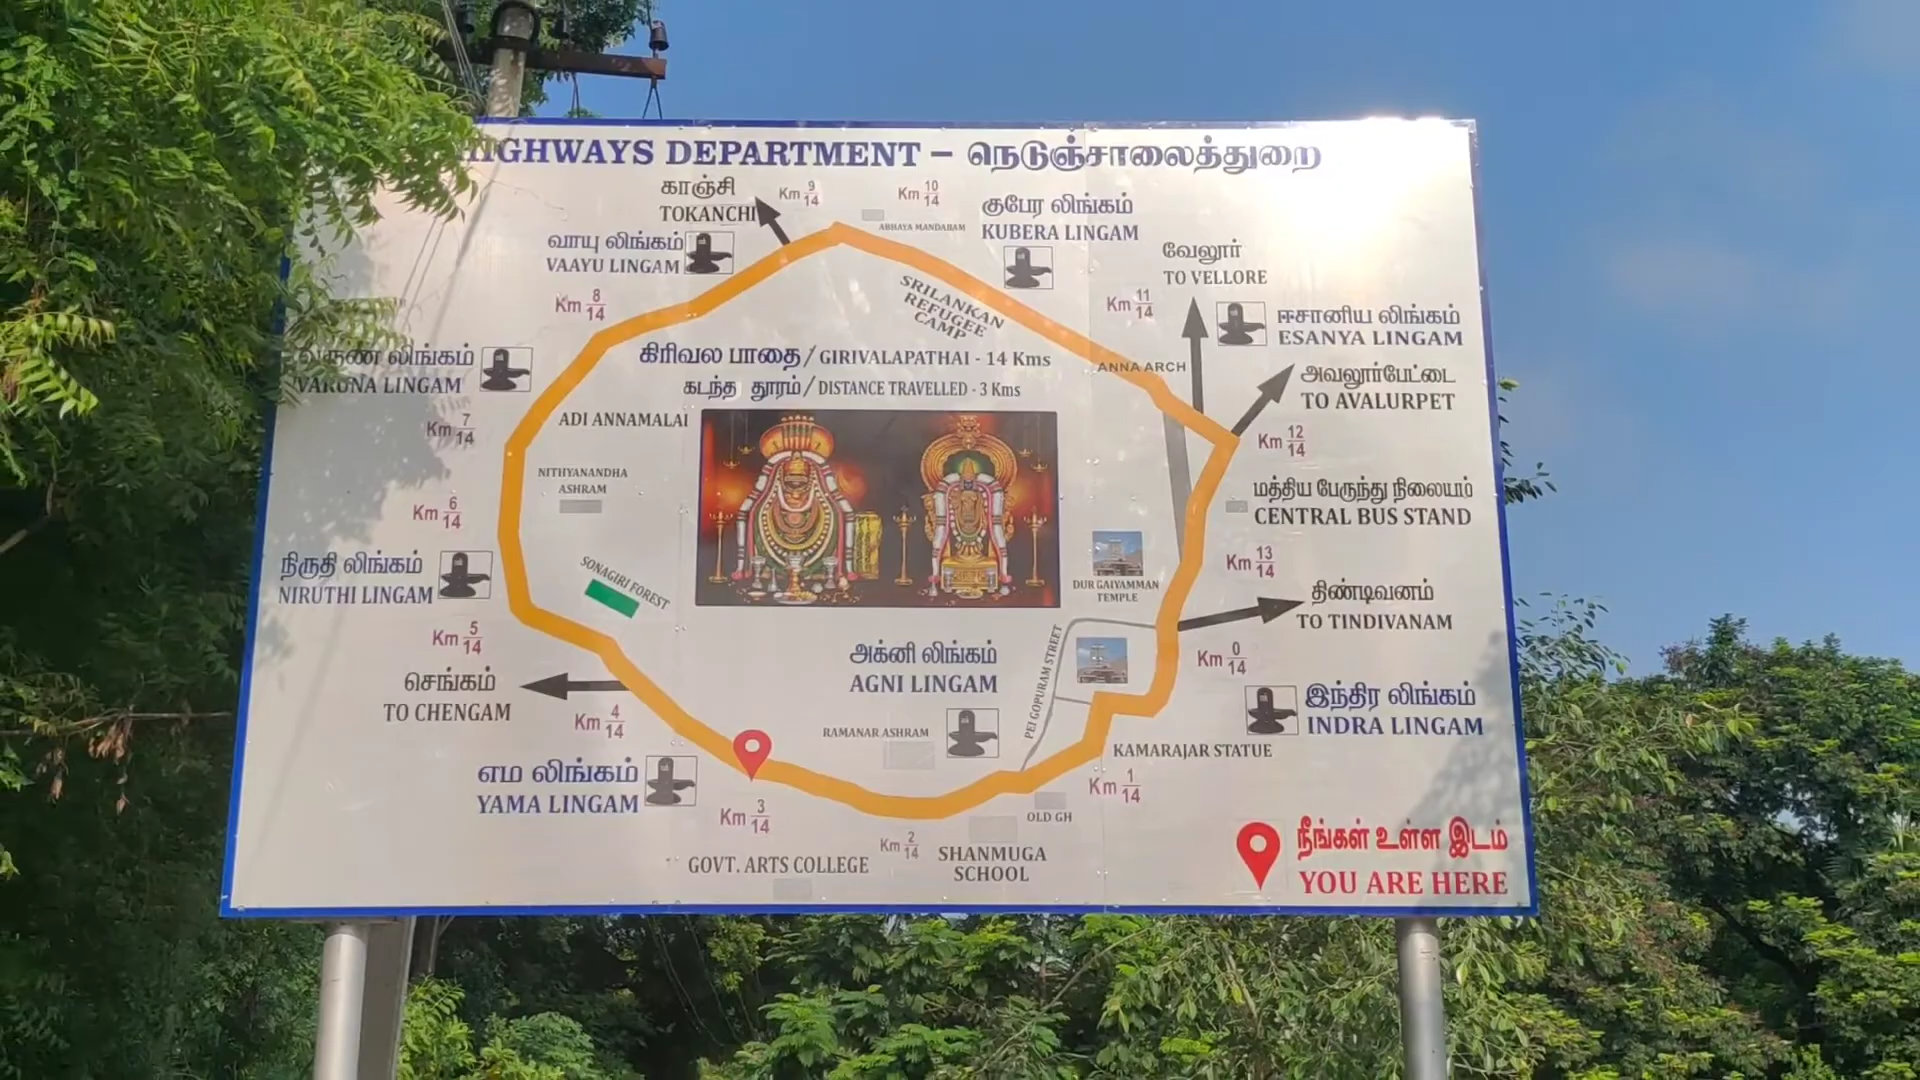 HIGHWAYS DEPARTMENT – நெடுஞ்சாலைத்துறை
காஞ்சி
TOKANCHI
Km 9/14
Km 10/14
ABHAYA MANDABAM
குபேர லிங்கம்
KUBERA LINGAM
வாயு லிங்கம்
VAAYU LINGAM
வேலூர்
TO VELLORE
Km 8/14
SRILANKAN
REFUGEE
CAMP
Km 11/14
ஈசானிய லிங்கம்
ESANYA LINGAM
வருண லிங்கம்
VARUNA LINGAM
கிரிவல பாதை/GIRIVALAPATHAI - 14 Kms
கடந்த தூரம்/DISTANCE TRAVELLED - 3 Kms
ANNA ARCH
அவலூர்பேட்டை
TO AVALURPET
Km 7/14
ADI ANNAMALAI
Km 12/14
NITHYANANDHA
ASHRAM
மத்திய பேருந்து நிலையம்
CENTRAL BUS STAND
Km 6/14
நிருதி லிங்கம்
NIRUTHI LINGAM
SONAGIRI FOREST
DURGAIYAMMAN
TEMPLE
Km 13/14
திண்டிவனம்
TO TINDIVANAM
Km 5/14
அக்னி லிங்கம்
AGNI LINGAM
PEI GOPURAM STREET
Km 0/14
செங்கம்
TO CHENGAM
Km 4/14
இந்திர லிங்கம்
INDRA LINGAM
RAMANAR ASHRAM
KAMARAJAR STATUE
எம லிங்கம்
YAMA LINGAM
Km 1/14
Km 3/14
OLD GH
Km 2/14
GOVT. ARTS COLLEGE
SHANMUGA
SCHOOL
நீங்கள் உள்ள இடம்
YOU ARE HERE